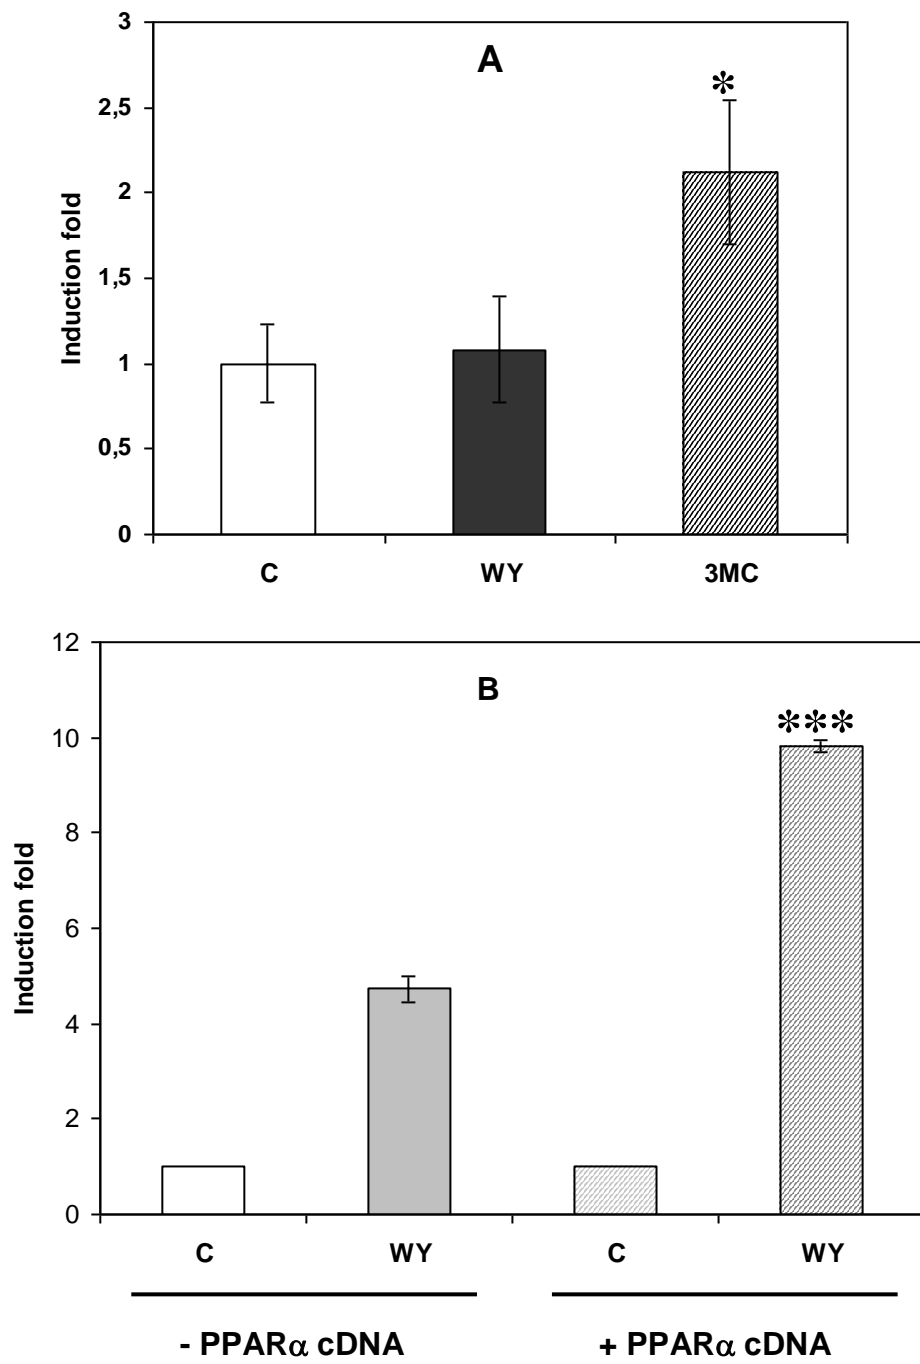 3
A
*
2,5
2
1,5
1
0,5
0
Induction fold
C WY 3MC
12
B
***
10
8
6
4
2
0
Induction fold
C WY C WY
- PPARα cDNA + PPARα cDNA